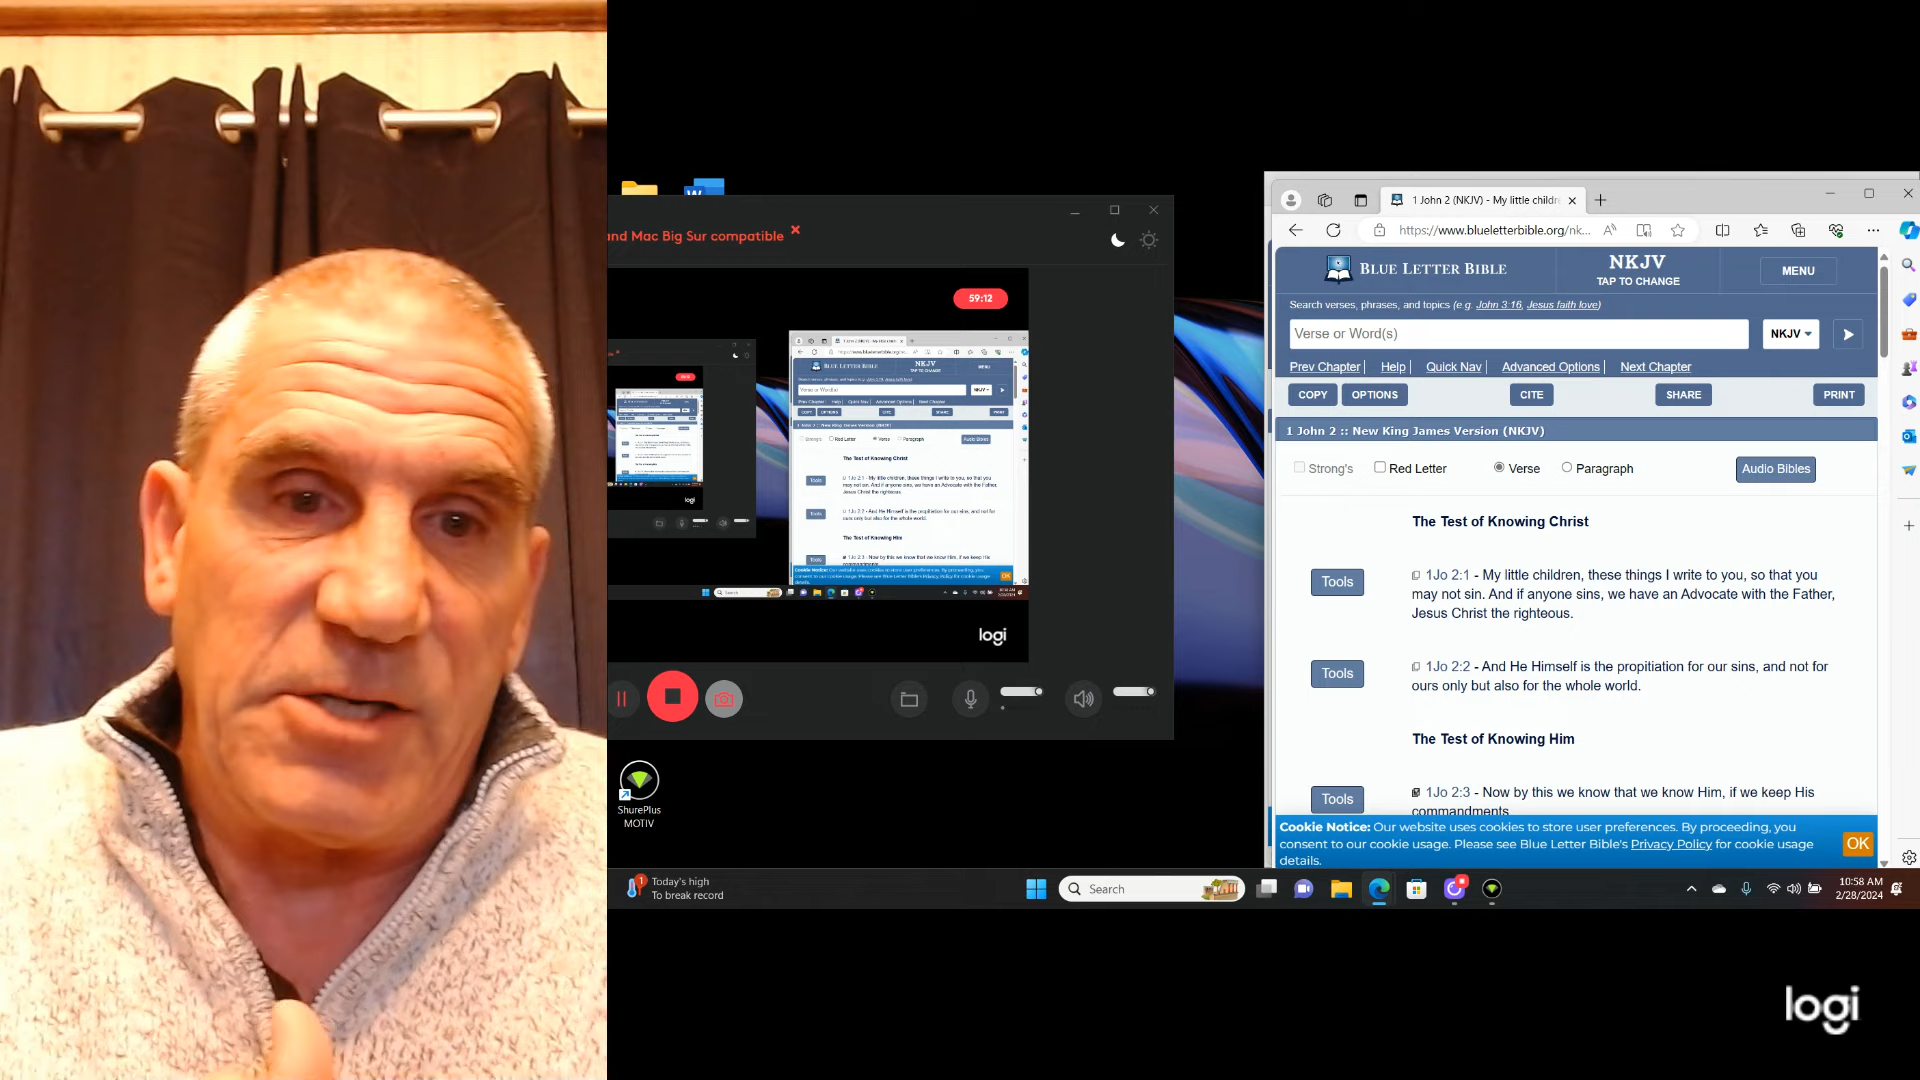 and Mac Big Sur compatible
59:12
logi
ShurePlus
MOTIV
1 John 2 (NKJV) - My little childr
https://www.blueletterbible.org/nk...
BLUE LETTER BIBLE
NKJV
TAP TO CHANGE
MENU
Search verses, phrases, and topics (e.g. John 3:16, Jesus faith love)
Verse or Word(s)
NKJV
Prev Chapter | Help | Quick Nav | Advanced Options | Next Chapter
COPY OPTIONS CITE SHARE PRINT
1 John 2 :: New King James Version (NKJV)
Strong's Red Letter Verse Paragraph Audio Bibles
The Test of Knowing Christ
Tools
1Jo 2:1 - My little children, these things I write to you, so that you
may not sin. And if anyone sins, we have an Advocate with the Father,
Jesus Christ the righteous.
Tools
1Jo 2:2 - And He Himself is the propitiation for our sins, and not for
ours only but also for the whole world.
The Test of Knowing Him
Tools
1Jo 2:3 - Now by this we know that we know Him, if we keep His
commandments
Cookie Notice: Our website uses cookies to store user preferences. By proceeding, you
consent to our cookie usage. Please see Blue Letter Bible's Privacy Policy for cookie usage
details.
OK
1
Today's high
To break record
Search
10:58 AM
2/28/2024
logi